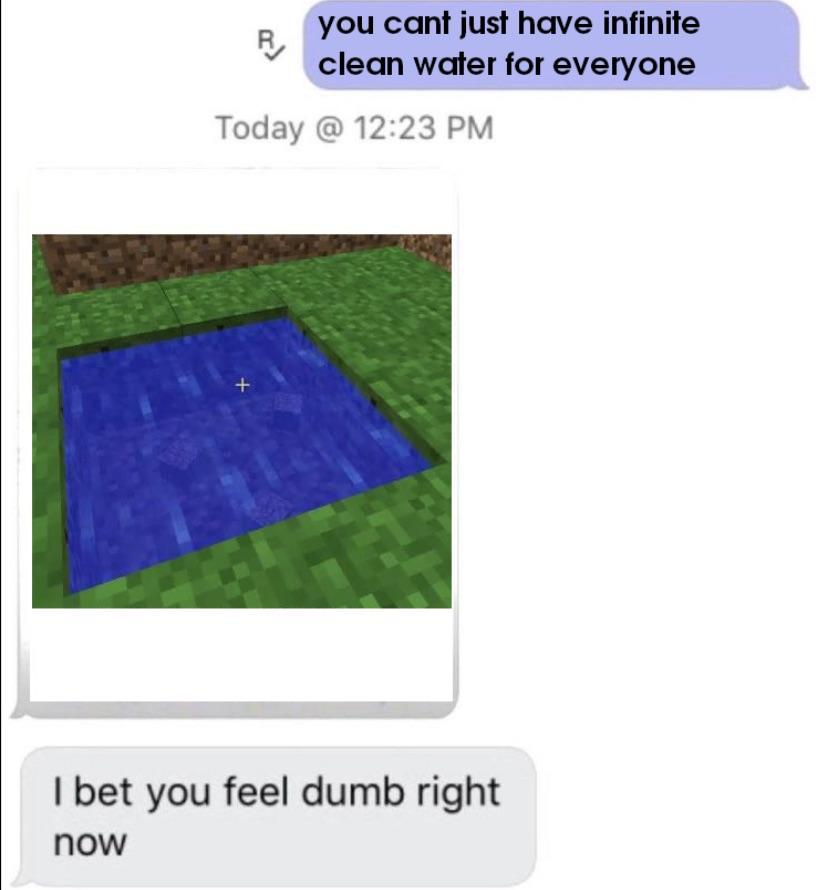 you cant just have infinite
clean water for everyone
R
Today @ 12:23 PM
I bet you feel dumb right
now